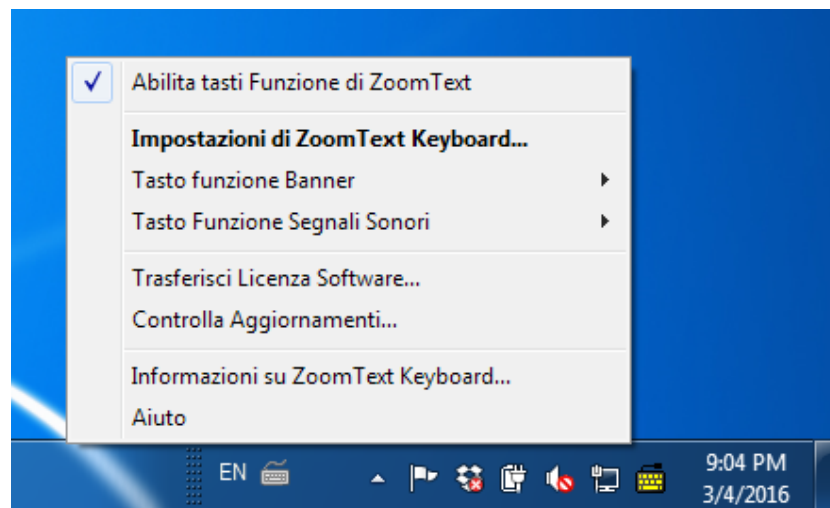 Abilita tasti Funzione di ZoomText
Impostazioni di ZoomText Keyboard...
Tasto funzione Banner
Tasto Funzione Segnali Sonori
Trasferisci Licenza Software...
Controlla Aggiornamenti...
Informazioni su ZoomText Keyboard...
Aiuto
EN
9:04 PM
3/4/2016